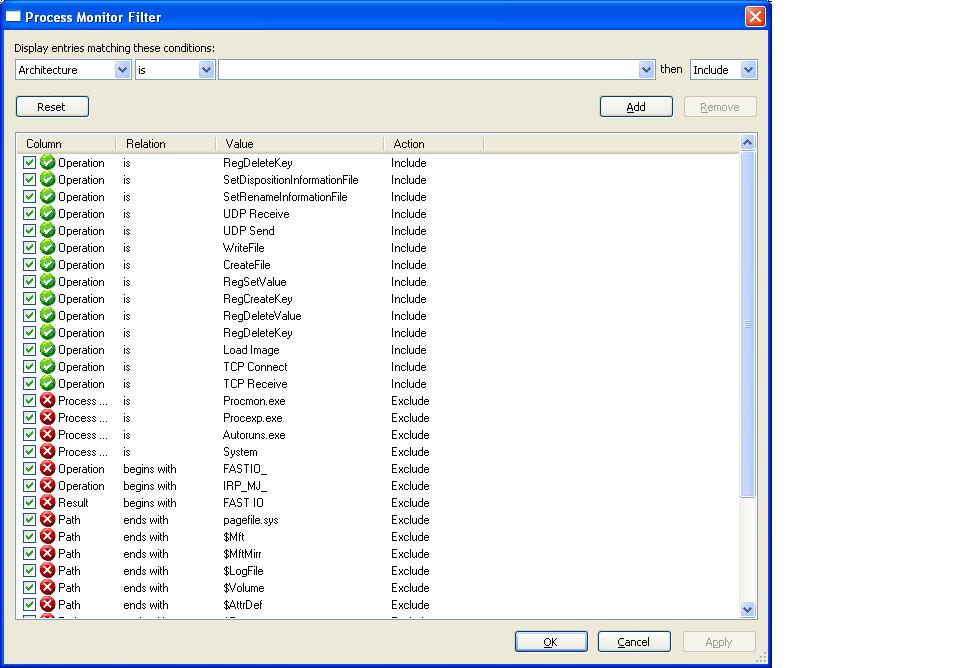 Process Monitor Filter
Display entries matching these conditions:
Architecture is then Include
Reset Add Remove
Column Relation Value Action
Operation is RegDeleteKey Include
Operation is SetDispositionInformationFile Include
Operation is SetRenameInformationFile Include
Operation is UDP Receive Include
Operation is UDP Send Include
Operation is WriteFile Include
Operation is CreateFile Include
Operation is RegSetValue Include
Operation is RegCreateKey Include
Operation is RegDeleteValue Include
Operation is RegDeleteKey Include
Operation is Load Image Include
Operation is TCP Connect Include
Operation is TCP Receive Include
Process ... is Procmon.exe Exclude
Process ... is Procexp.exe Exclude
Process ... is Autoruns.exe Exclude
Process ... is System Exclude
Operation begins with FASTIO_ Exclude
Operation begins with IRP_MJ_ Exclude
Result begins with FAST IO Exclude
Path ends with pagefile.sys Exclude
Path ends with $Mft Exclude
Path ends with $MftMirr Exclude
Path ends with $LogFile Exclude
Path ends with $Volume Exclude
Path ends with $AttrDef Exclude
OK Cancel Apply